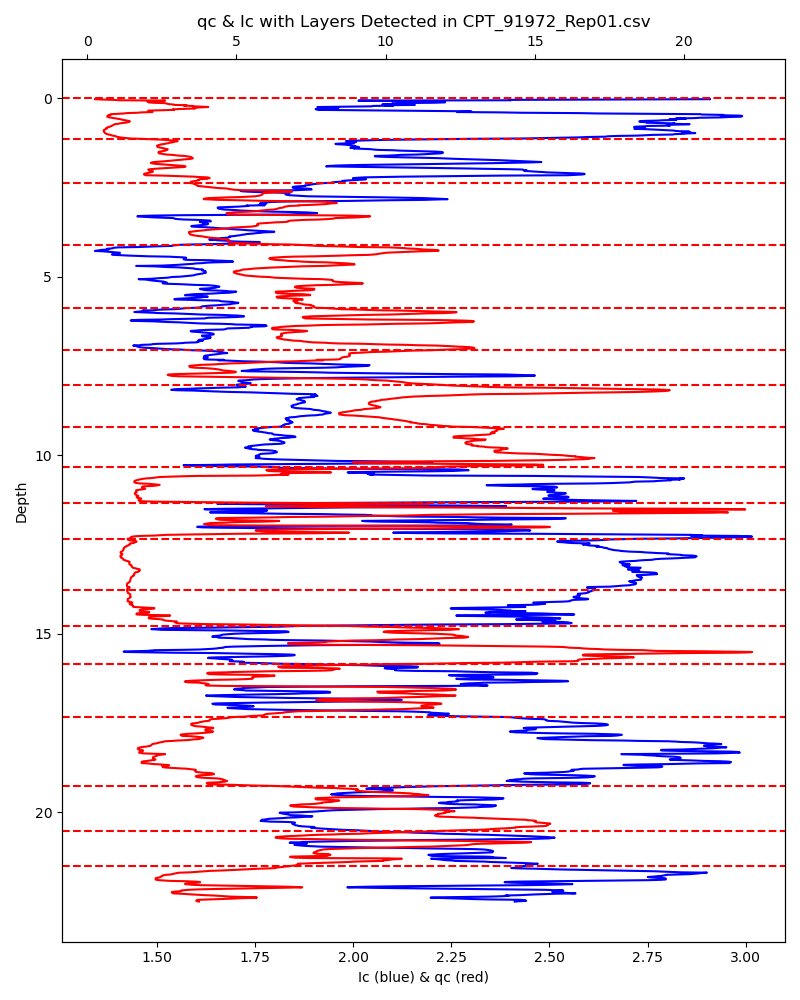 qc & Ic with Layers Detected in CPT_91972_Rep01.csv
0 5 10 15 20
0
5
10
15
20
Depth
1.50 1.75 2.00 2.25 2.50 2.75 3.00
Ic (blue) & qc (red)